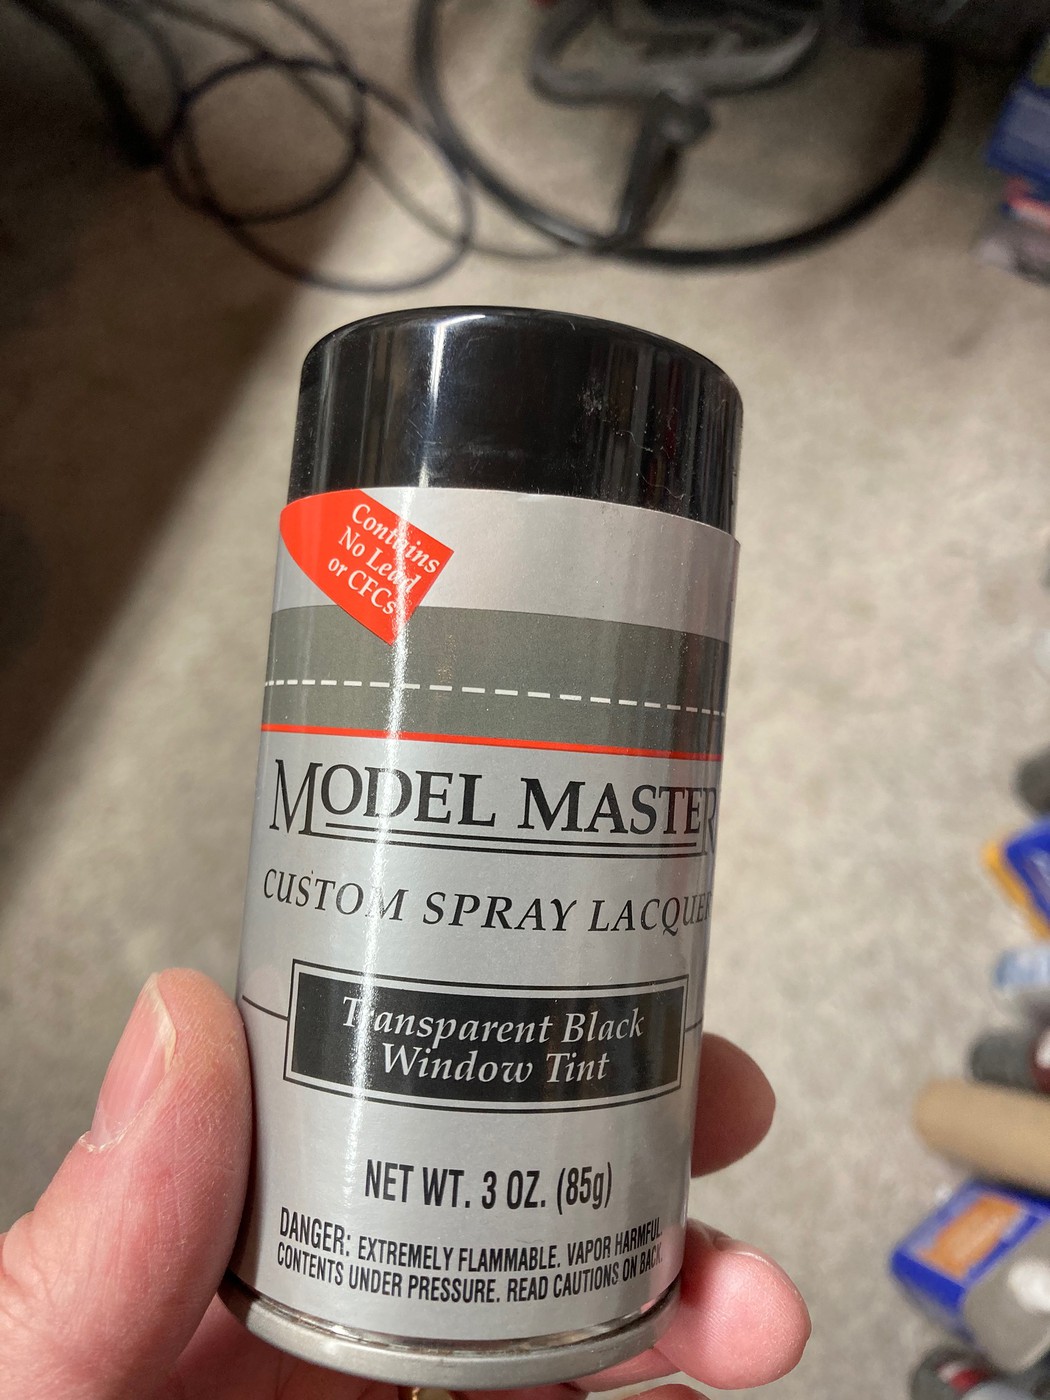 Contains
No Lead
or CFCs
MODEL MASTER
CUSTOM SPRAY LACQUER
Transparent Black
Window Tint
NET WT. 3 OZ. (85g)
DANGER: EXTREMELY FLAMMABLE. VAPOR HARMFUL.
CONTENTS UNDER PRESSURE. READ CAUTIONS ON BACK.